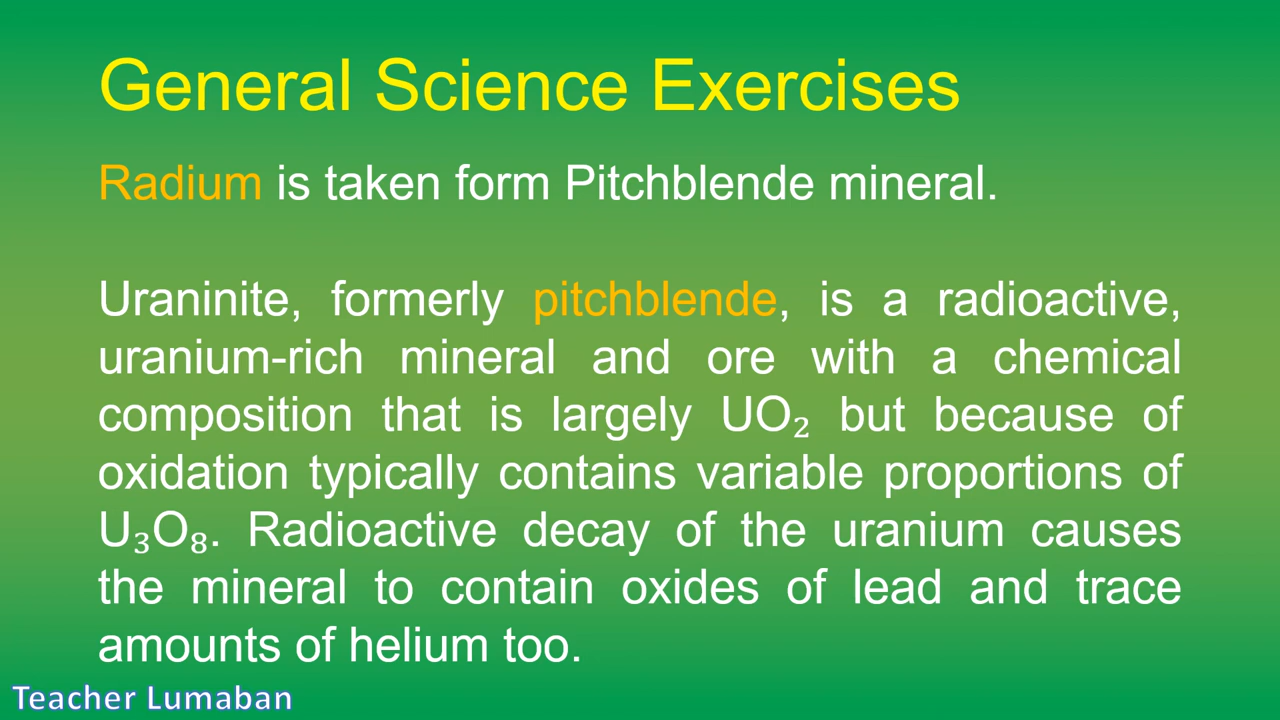 General Science Exercises
Radium is taken form Pitchblende mineral.
Uraninite, formerly pitchblende, is a radioactive,
uranium-rich mineral and ore with a chemical
composition that is largely UO₂ but because of
oxidation typically contains variable proportions of
U₃O₈. Radioactive decay of the uranium causes
the mineral to contain oxides of lead and trace
amounts of helium too.
Teacher Lumaban